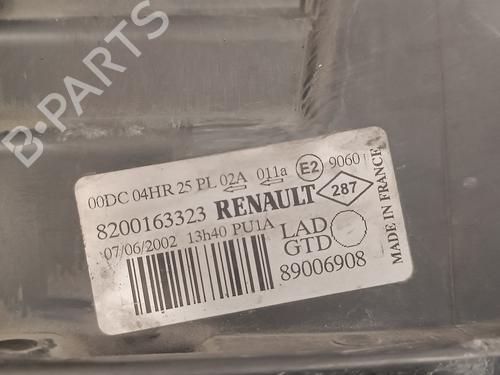 B-PARTS
00DC 04HR 25 PL 02A 011a E2 9060
8200163323 RENAULT 287
07/06/2002 13h40 PU1A LAD
GTD
89006908
MADE IN FRANCE